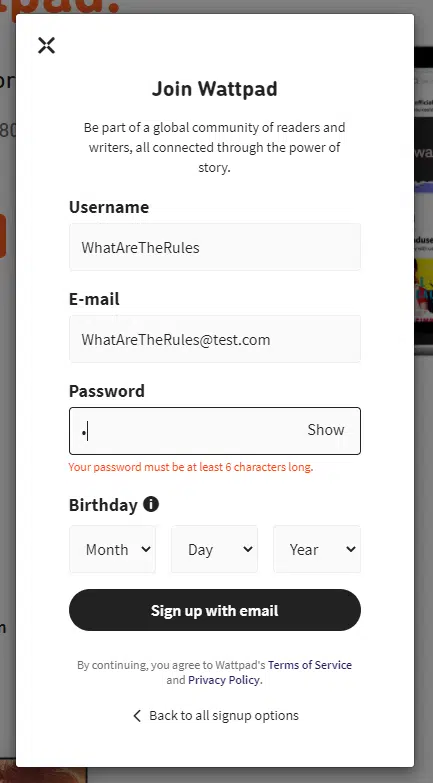 Join Wattpad
Be part of a global community of readers and
writers, all connected through the power of
story.
Username
WhatAreTheRules
E-mail
WhatAreTheRules@test.com
Password
Show
Your password must be at least 6 characters long.
Birthday
Month Day Year
Sign up with email
By continuing, you agree to Wattpad's Terms of Service
and Privacy Policy.
Back to all signup options